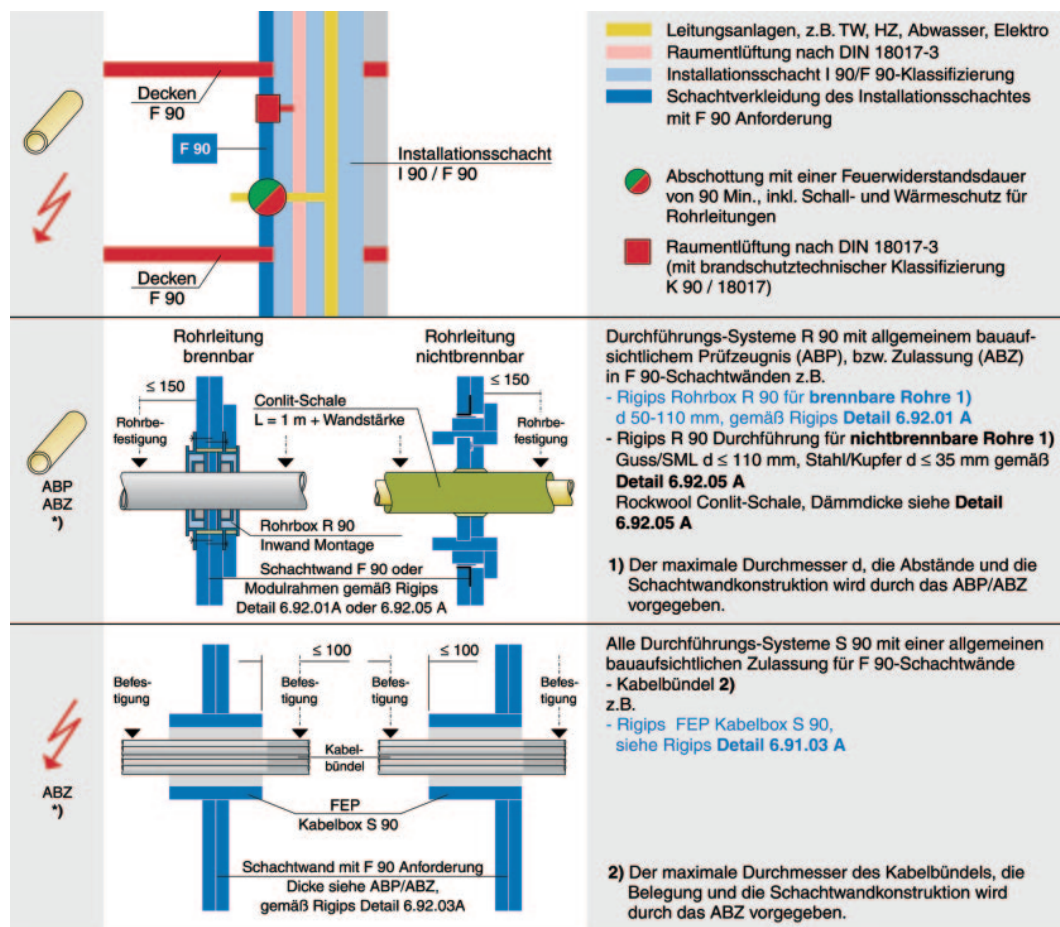 Decken
F 90
F 90
Installationsschacht
I 90 / F 90
Decken
F 90
Leitungsanlagen, z.B. TW, HZ, Abwasser, Elektro
Raumentlüftung nach DIN 18017-3
Installationsschacht I 90/F 90-Klassifizierung
Schachtverkleidung des Installationsschachtes
mit F 90 Anforderung
Abschottung mit einer Feuerwiderstandsdauer
von 90 Min., inkl. Schall- und Wärmeschutz für
Rohrleitungen
Raumentlüftung nach DIN 18017-3
(mit brandschutztechnischer Klassifizierung
K 90 / 18017)
ABP
ABZ
*)
Rohrleitung
brennbar
Rohrleitung
nichtbrennbar
≤ 150
≤ 150
Conlit-Schale
L = 1 m + Wandstärke
Rohrbe-
festigung
Rohrbe-
festigung
Rohrbox R 90
Inwand Montage
Schachtwand F 90 oder
Modulrahmen gemäß Rigips
Detail 6.92.01A oder 6.92.05 A
Durchführungs-Systeme R 90 mit allgemeinem bauauf-
sichtlichem Prüfzeugnis (ABP), bzw. Zulassung (ABZ)
in F 90-Schachtwänden z.B.
- Rigips Rohrbox R 90 für brennbare Rohre 1)
d 50-110 mm, gemäß Rigips Detail 6.92.01 A
- Rigips R 90 Durchführung für nichtbrennbare Rohre 1)
Guss/SML d ≤ 110 mm, Stahl/Kupfer d ≤ 35 mm gemäß
Detail 6.92.05 A
Rockwool Conlit-Schale, Dämmdicke siehe Detail
6.92.05 A
1) Der maximale Durchmesser d, die Abstände und die
Schachtwandkonstruktion wird durch das ABP/ABZ
vorgegeben.
ABZ
*)
≤ 100
≤ 100
Befes-
tigung
Befes-
tigung
Befes-
tigung
Befes-
tigung
Kabel-
bündel
FEP
Kabelbox S 90
Schachtwand mit F 90 Anforderung
Dicke siehe ABP/ABZ,
gemäß Rigips Detail 6.92.03A
Alle Durchführungs-Systeme S 90 mit einer allgemeinen
bauaufsichtlichen Zulassung für F 90-Schachtwände
- Kabelbündel 2)
z.B.
- Rigips FEP Kabelbox S 90,
siehe Rigips Detail 6.91.03 A
2) Der maximale Durchmesser des Kabelbündels, die
Belegung und die Schachtwandkonstruktion wird
durch das ABZ vorgegeben.